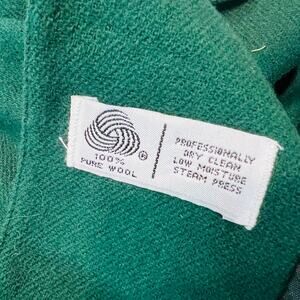 100%
PURE WOOL
®
PROFESSIONALLY
DRY CLEAN
LOW MOISTURE
STEAM PRESS